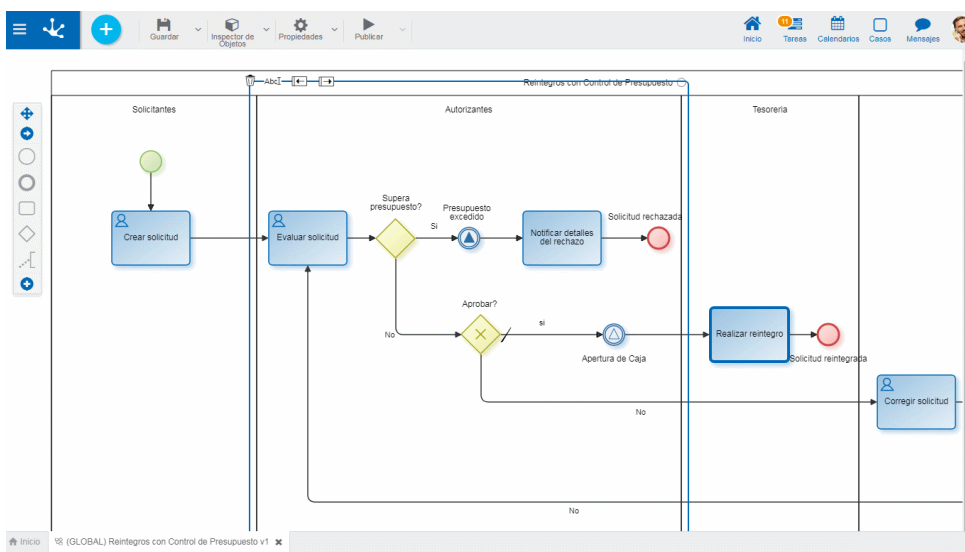 Guardar
Inspector de
Objetos
Propiedades
Publicar
11
Inicio
Tareas
Calendarios
Casos
Mensajes
AbcI
Reintegros con Control de Presupuesto
Solicitantes
Autorizantes
Tesoreria
Supera
presupuesto?
Presupuesto
excedido
Si
Solicitud rechazada
Crear solicitud
Evaluar solicitud
Notificar detalles
del rechazo
Aprobar?
si
No
Realizar reintegro
Apertura de Caja
Solicitud reintegrada
Corregir solicitud
No
No
Inicio
(GLOBAL) Reintegros con Control de Presupuesto v1